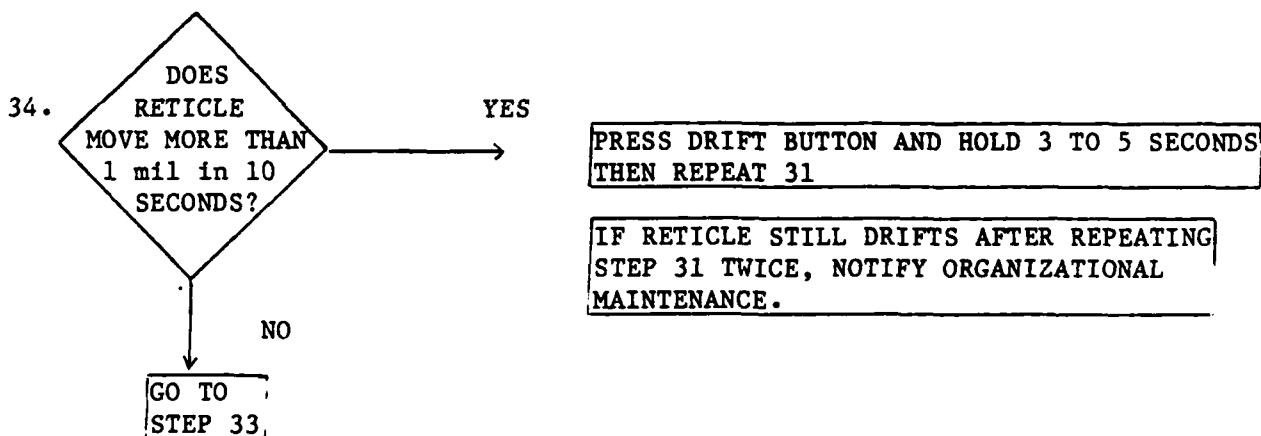 34.
DOES
RETICLE
MOVE MORE THAN
1 mil in 10
SECONDS?
YES
PRESS DRIFT BUTTON AND HOLD 3 TO 5 SECONDS
THEN REPEAT 31
IF RETICLE STILL DRIFTS AFTER REPEATING
STEP 31 TWICE, NOTIFY ORGANIZATIONAL
MAINTENANCE.
NO
GO TO
STEP 33